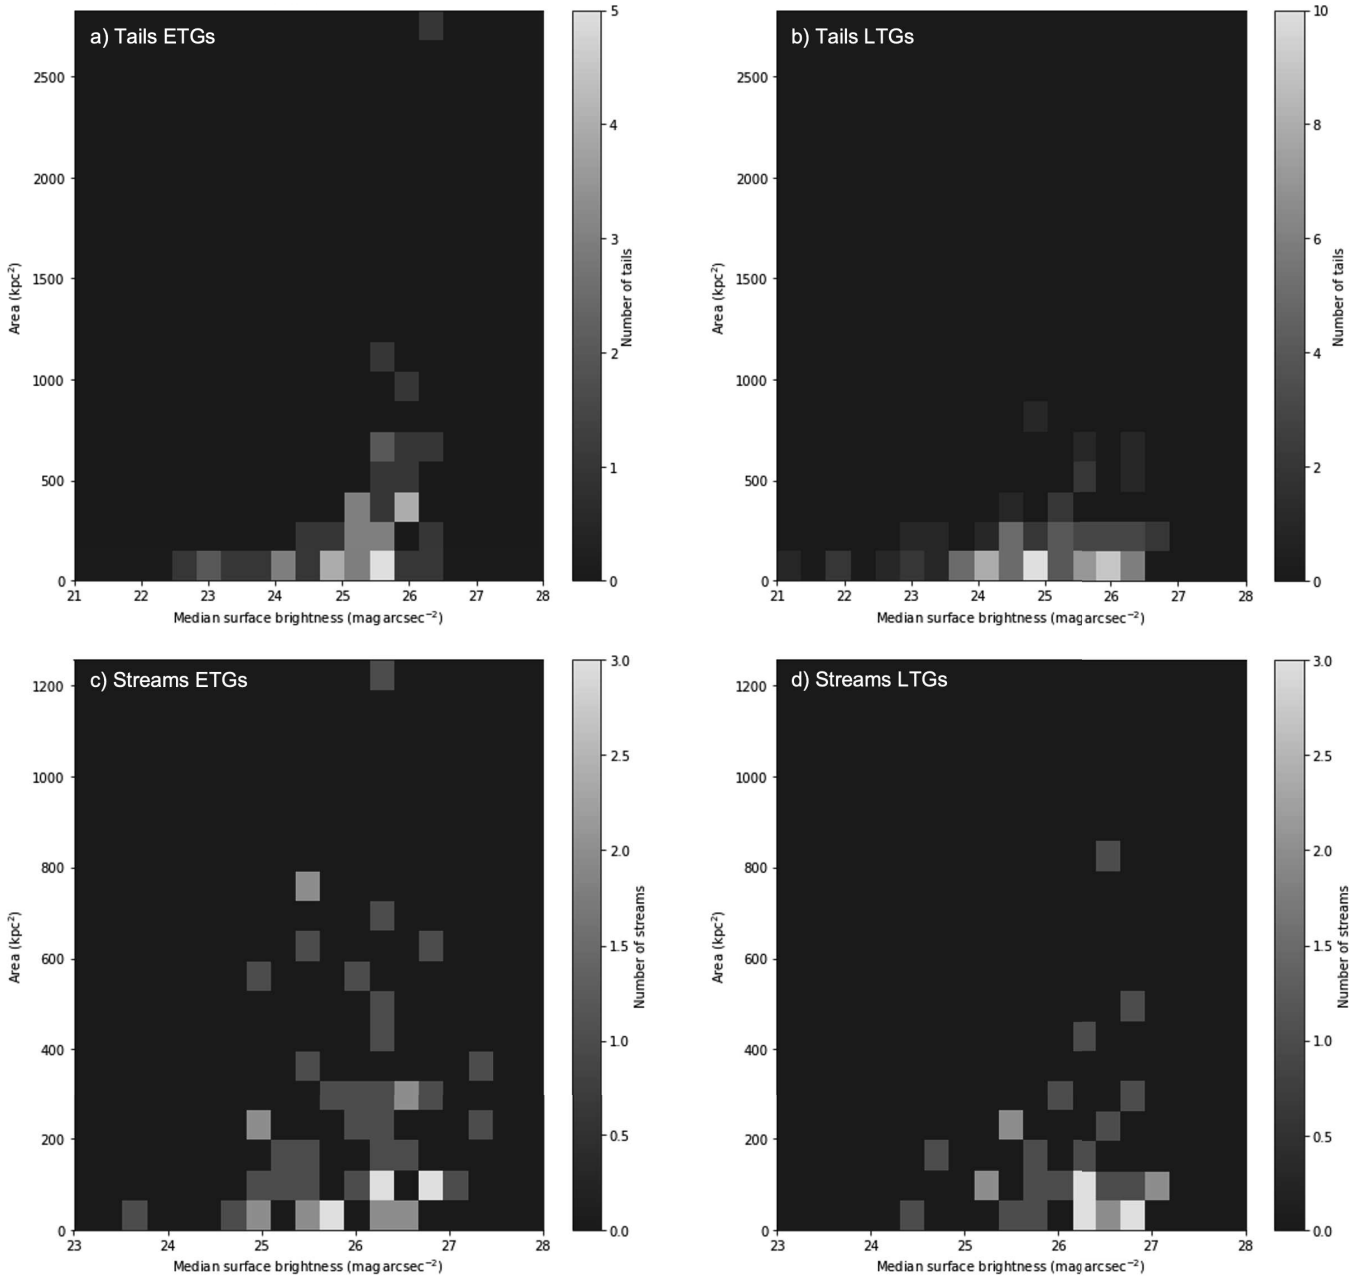 a) Tails ETGs
2500
2000
1500
1000
500
0
21 22 23 24 25 26 27 28
Area (kpc²)
Median surface brightness (mag arcsec⁻²)
5
4
3
2
1
0
Number of tails
b) Tails LTGs
2500
2000
1500
1000
500
0
21 22 23 24 25 26 27 28
Area (kpc²)
Median surface brightness (mag arcsec⁻²)
10
8
6
4
2
0
Number of tails
c) Streams ETGs
1200
1000
800
600
400
200
0
23 24 25 26 27 28
Area (kpc²)
Median surface brightness (mag arcsec⁻²)
3.0
2.5
2.0
1.5
1.0
0.5
0.0
Number of streams
d) Streams LTGs
1200
1000
800
600
400
200
0
23 24 25 26 27 28
Area (kpc²)
Median surface brightness (mag arcsec⁻²)
3.0
2.5
2.0
1.5
1.0
0.5
0.0
Number of streams